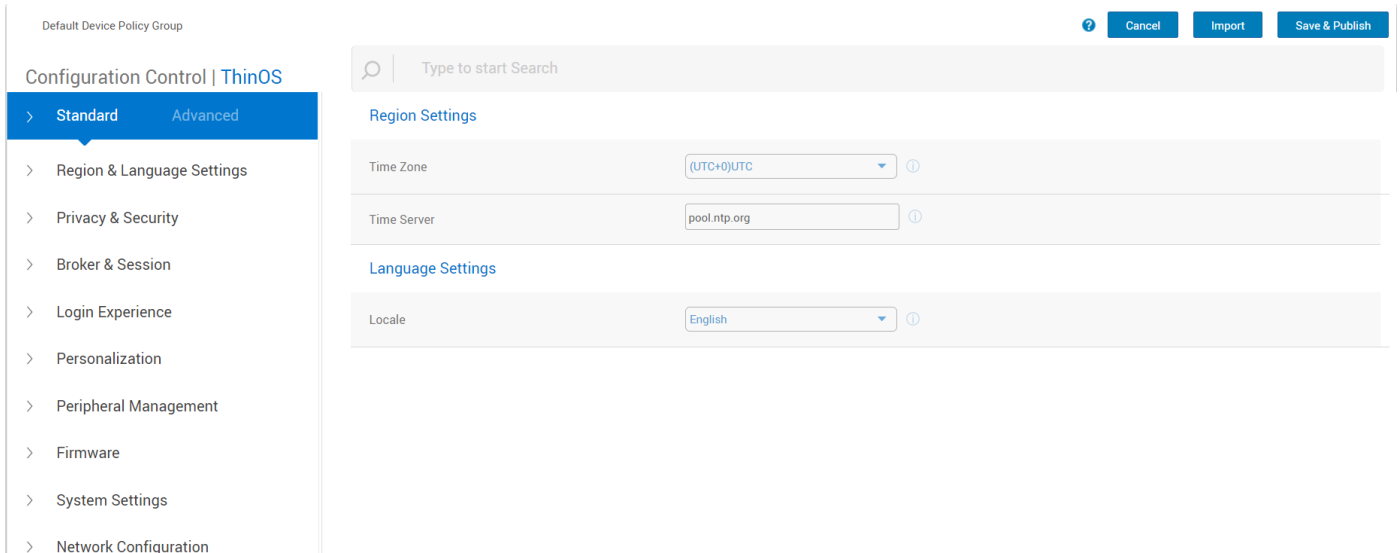 Default Device Policy Group
Cancel
Import
Save & Publish
Configuration Control | ThinOS
Type to start Search
Standard
Advanced
Region & Language Settings
Privacy & Security
Broker & Session
Login Experience
Personalization
Peripheral Management
Firmware
System Settings
Network Configuration
Region Settings
Time Zone
(UTC+0)UTC
Time Server
pool.ntp.org
Language Settings
Locale
English